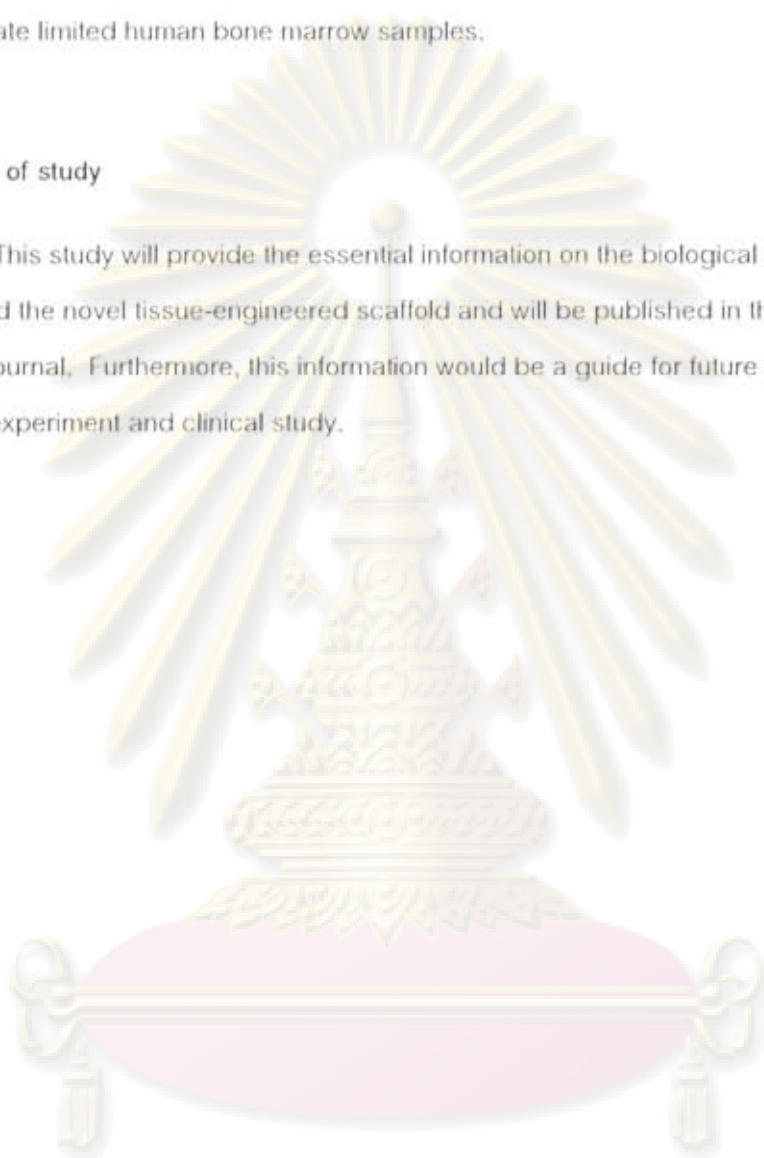 ate limited human bone marrow samples.
of study
This study will provide the essential information on the biological
d the novel tissue-engineered scaffold and will be published in th
ournal. Furthermore, this information would be a guide for future
experiment and clinical study.